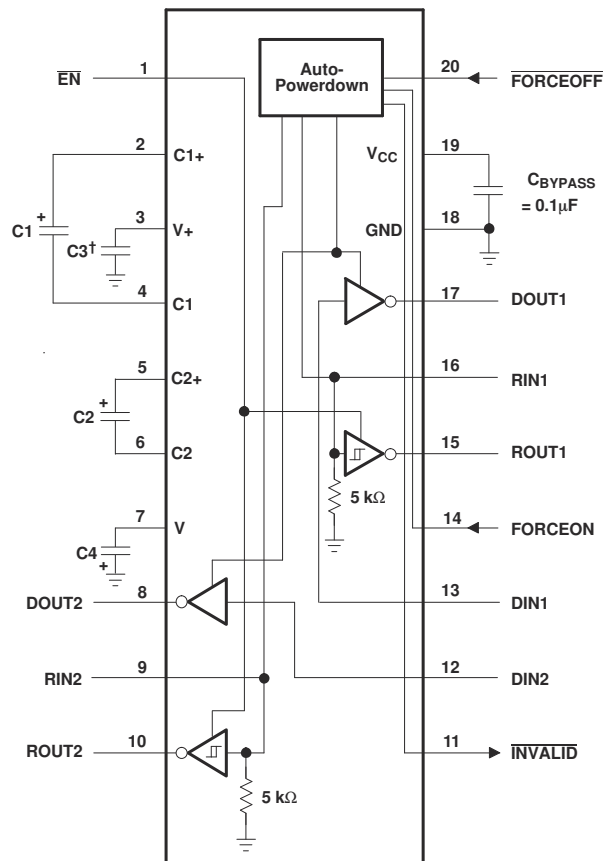 Auto-
Powerdown
EN
1
20
FORCEOFF
2
C1+
VCC
19
CBYPASS
= 0.1μF
C1
+
3
V+
C3†
GND
18
4
C1
17
DOUT1
5
C2+
16
RIN1
C2
+
6
C2
15
ROUT1
5 kΩ
7
V
C4
+
14
FORCEON
DOUT2
8
13
DIN1
RIN2
9
12
DIN2
ROUT2
10
11
INVALID
5 kΩ